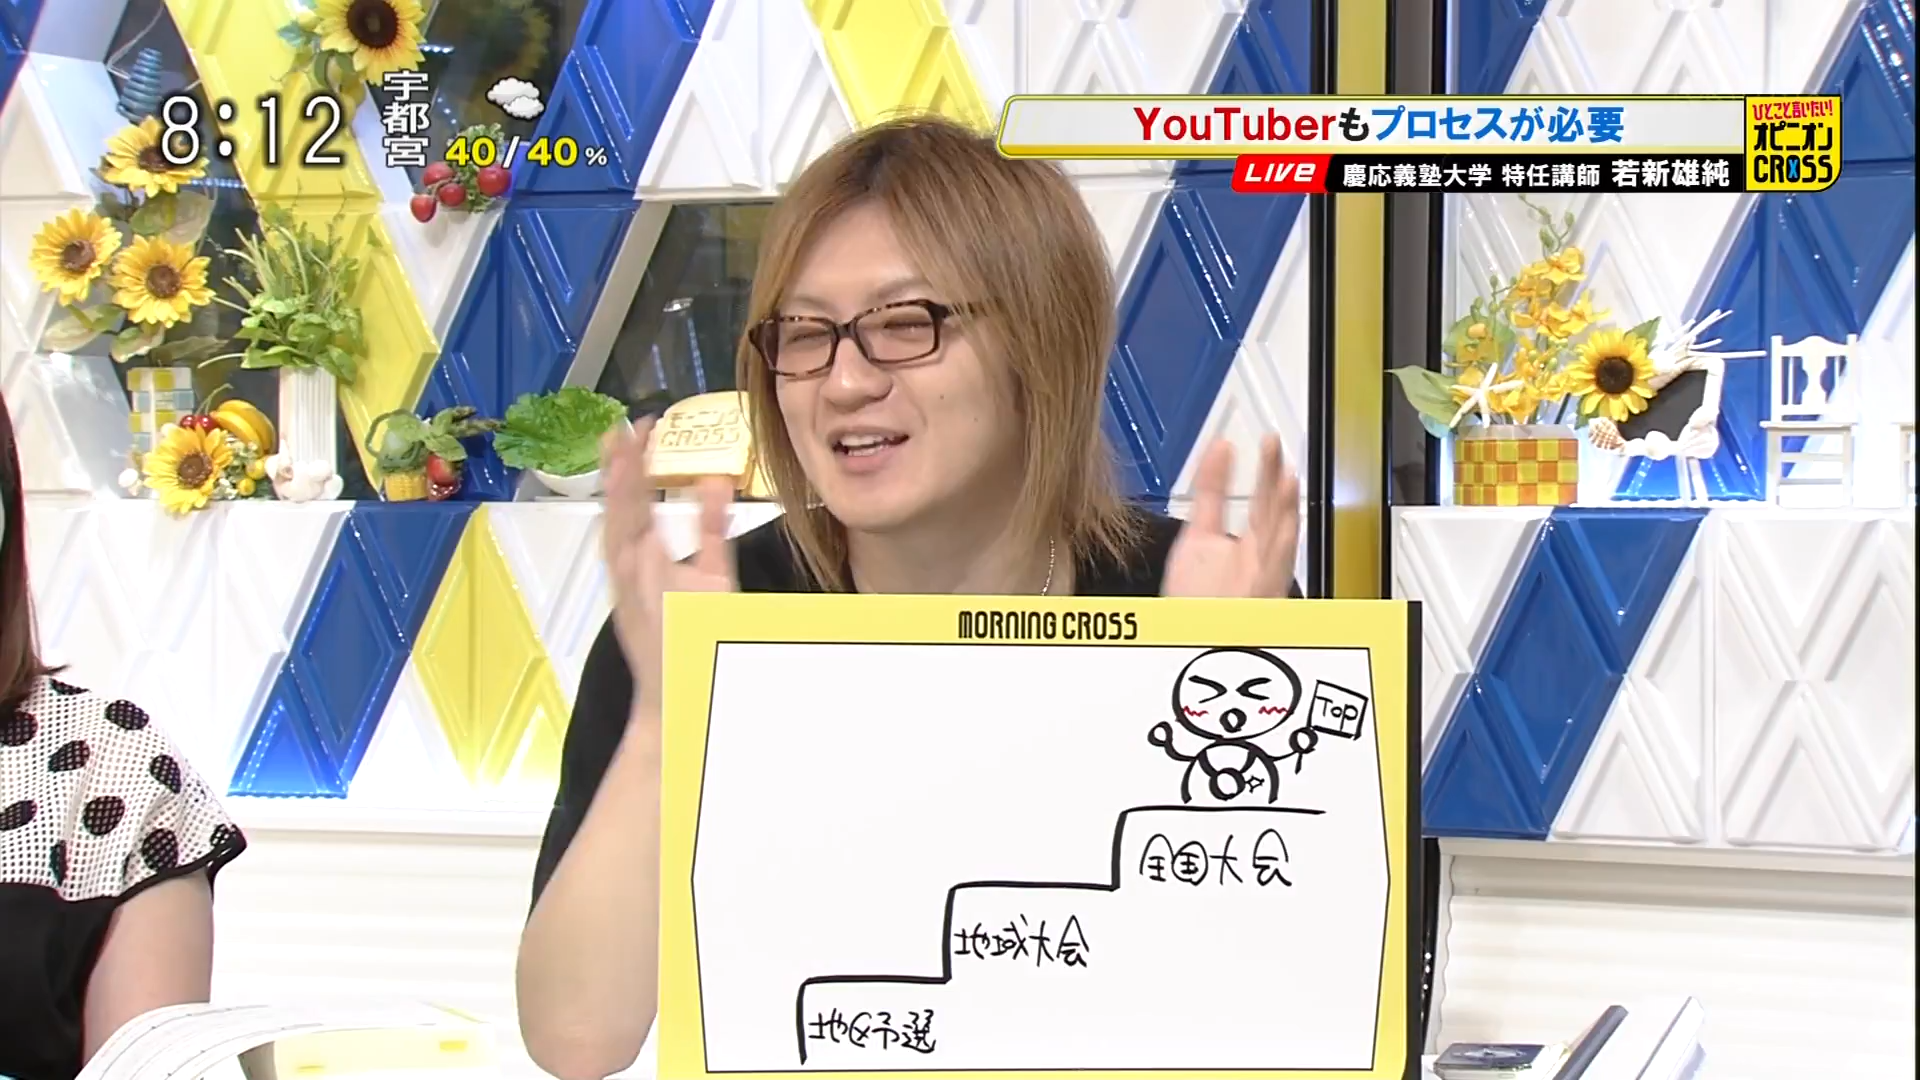 8:12
宇都宮
40/40%
YouTuberもプロセスが必要
ひとこと言いたい!
オピニオン
CROSS
LIVE 慶応義塾大学 特任講師 若新雄純
モーニング
CROSS
MORNING CROSS
TOP
全国大会
地域大会
地区予選